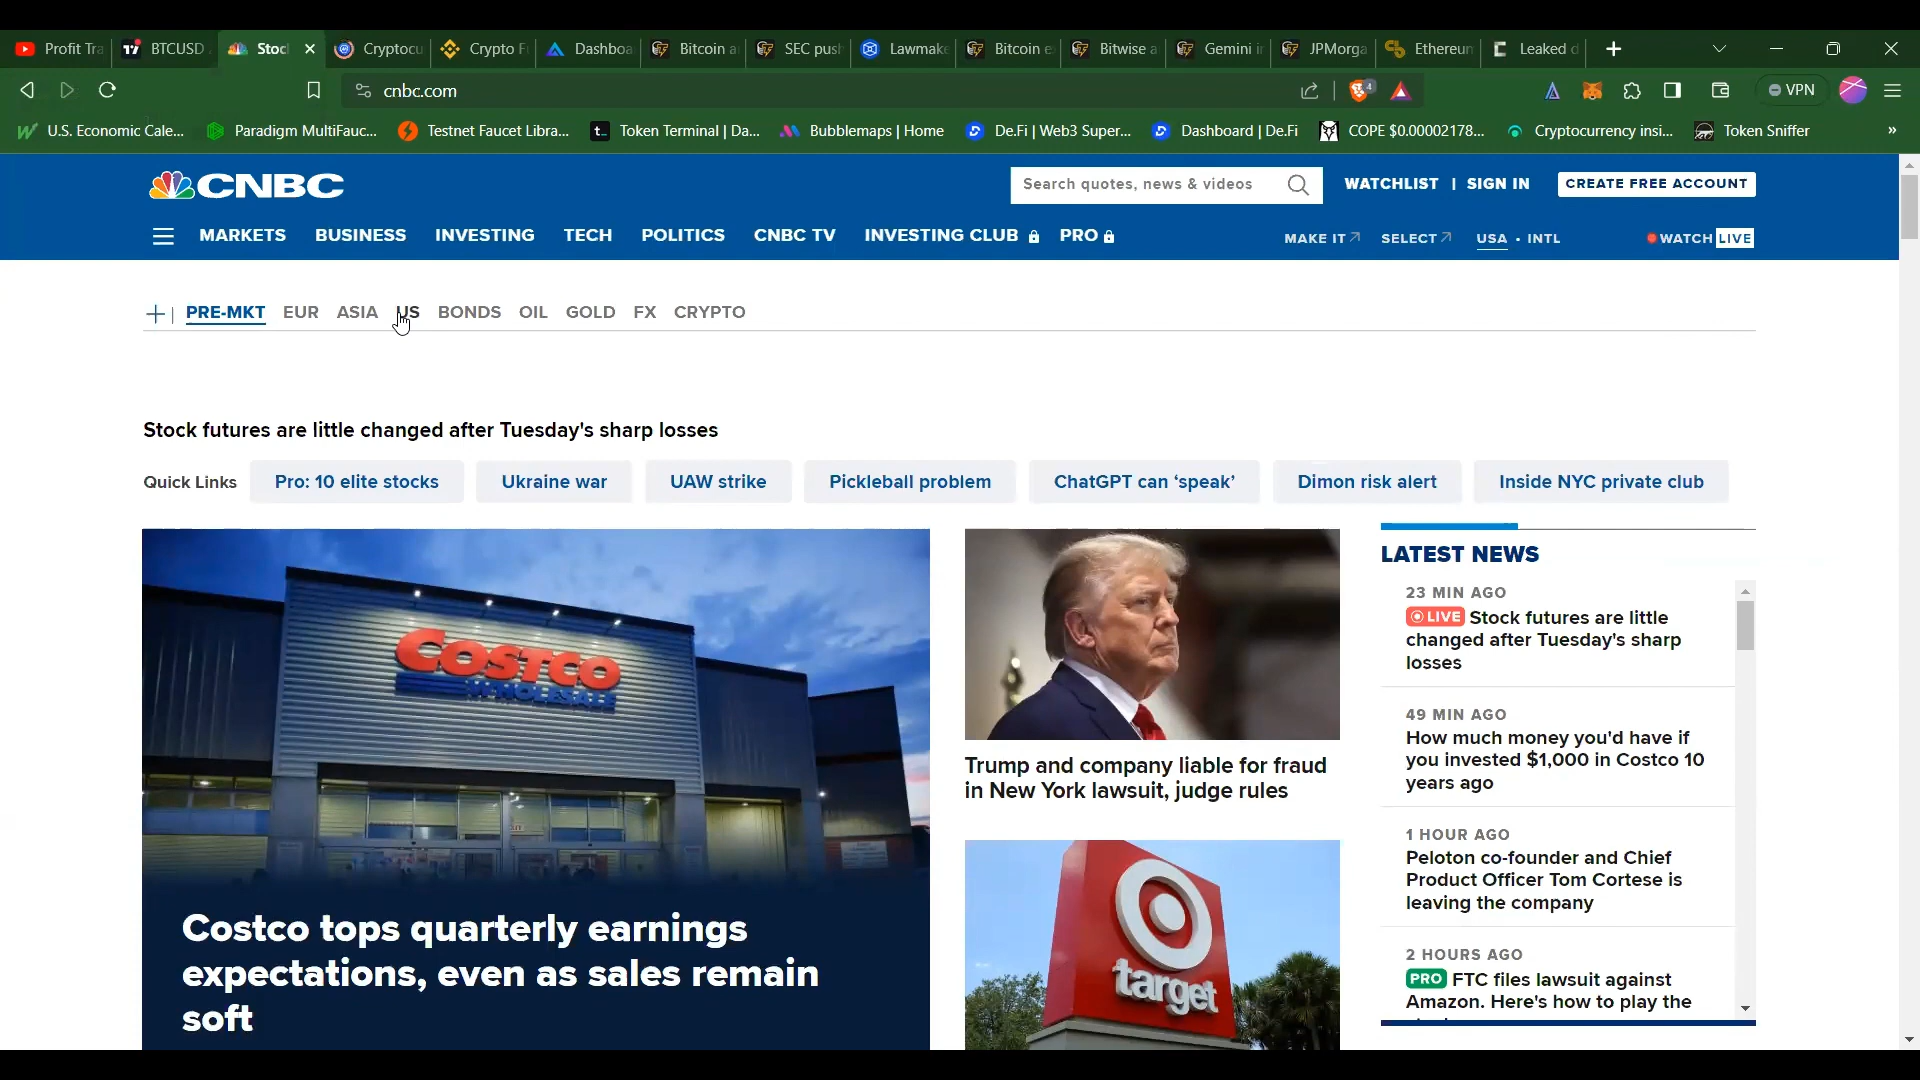 Profit Tra
BTCUSD
Stoc
Cryptocu
Crypto F
Dashboa
Bitcoin a
SEC push
Lawmake
Bitcoin e
Bitwise a
Gemini i
JPMorga
Ethereum
Leaked d
cnbc.com
4
VPN
U.S. Economic Cale...
Paradigm MultiFauc...
Testnet Faucet Libra...
Token Terminal | Da...
Bubblemaps | Home
De.Fi | Web3 Super...
Dashboard | De.Fi
COPE $0.00002178...
Cryptocurrency insi...
Token Sniffer
CNBC
Search quotes, news & videos
WATCHLIST | SIGN IN
CREATE FREE ACCOUNT
MARKETS BUSINESS INVESTING TECH POLITICS CNBC TV INVESTING CLUB PRO
MAKE IT SELECT USA • INTL
WATCH LIVE
PRE-MKT EUR ASIA US BONDS OIL GOLD FX CRYPTO
Stock futures are little changed after Tuesday's sharp losses
Quick Links
Pro: 10 elite stocks
Ukraine war
UAW strike
Pickleball problem
ChatGPT can ‘speak’
Dimon risk alert
Inside NYC private club
COSTCO
WHOLESALE
Costco tops quarterly earnings
expectations, even as sales remain
soft
Trump and company liable for fraud
in New York lawsuit, judge rules
target
LATEST NEWS
23 MIN AGO
LIVE Stock futures are little
changed after Tuesday's sharp
losses
49 MIN AGO
How much money you'd have if
you invested $1,000 in Costco 10
years ago
1 HOUR AGO
Peloton co-founder and Chief
Product Officer Tom Cortese is
leaving the company
2 HOURS AGO
PRO FTC files lawsuit against
Amazon. Here's how to play the